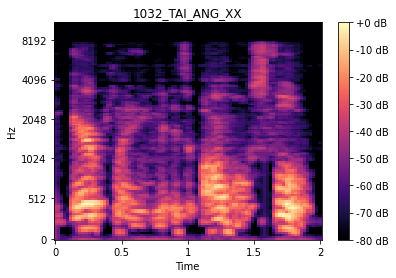 1032_TAI_ANG_XX
+0 dB
8192
-10 dB
4096
-20 dB
-30 dB
2048
Hz
-40 dB
1024
-50 dB
512
-60 dB
-70 dB
0
-80 dB
0
0.5
1
1.5
2
Time